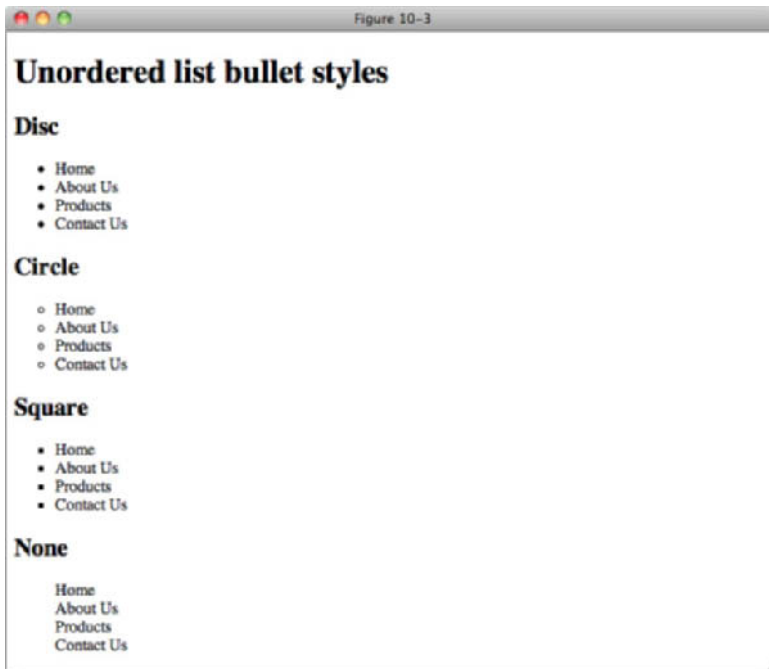 Figure 10-3
Unordered list bullet styles
Disc
• Home
• About Us
• Products
• Contact Us
Circle
◦ Home
◦ About Us
◦ Products
◦ Contact Us
Square
▪ Home
▪ About Us
▪ Products
▪ Contact Us
None
Home
About Us
Products
Contact Us